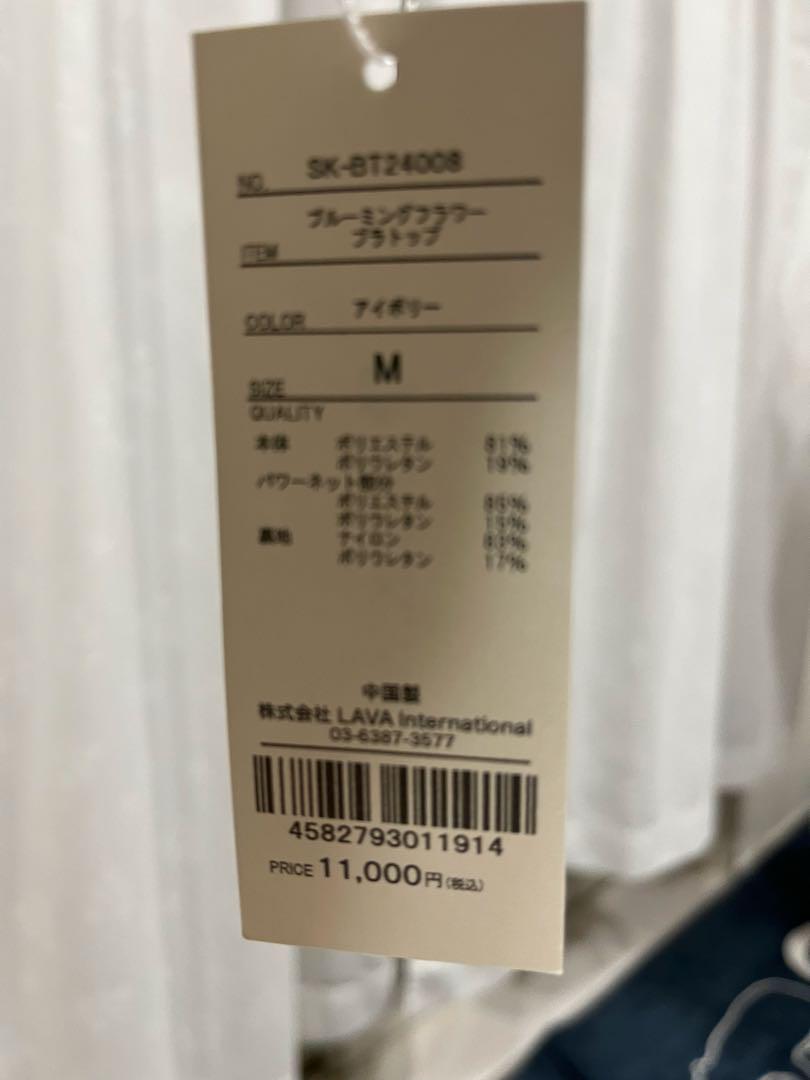 NO. SK-BT24008
ブルーミングフラワー
ITEM ブラトップ
COLOR アイボリー
SIZE M
QUALITY
本体 ポリエステル 81%
ポリウレタン 19%
パワーネット部分
ポリエステル 85%
ポリウレタン 15%
裏地 ナイロン 83%
ポリウレタン 17%
中国製
株式会社 LAVA International
03-6387-3577
4582793011914
PRICE 11,000円(税込)